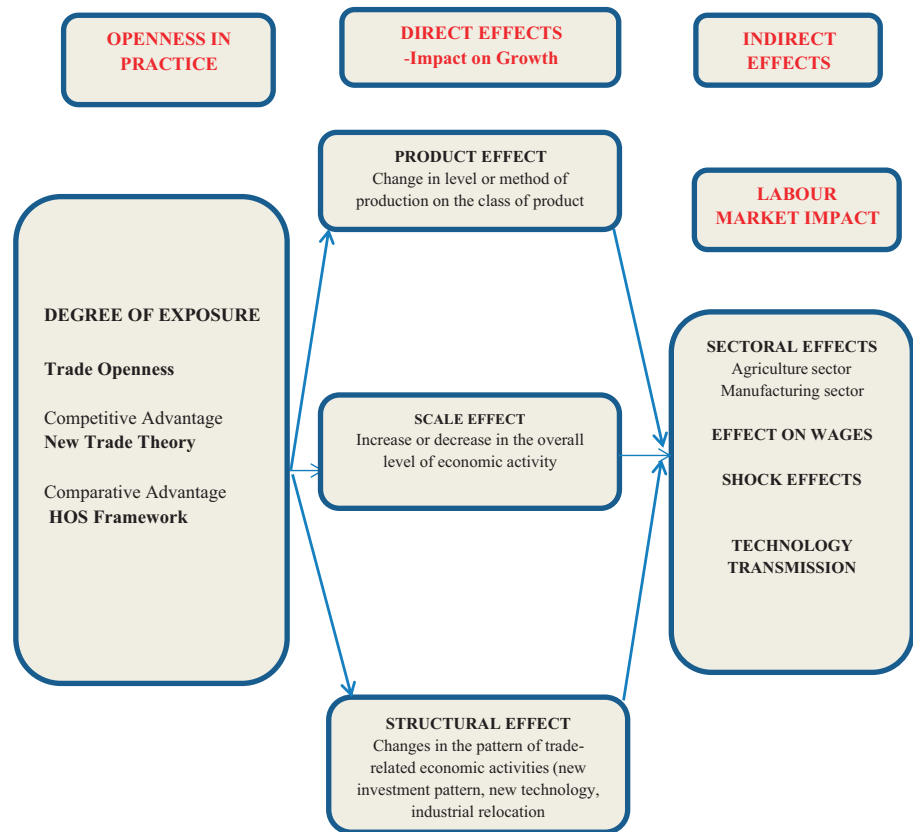 OPENNESS IN
PRACTICE
DIRECT EFFECTS
-Impact on Growth
INDIRECT
EFFECTS
PRODUCT EFFECT
Change in level or method of
production on the class of product
LABOUR
MARKET IMPACT
DEGREE OF EXPOSURE
Trade Openness
Competitive Advantage
New Trade Theory
Comparative Advantage
HOS Framework
SCALE EFFECT
Increase or decrease in the overall
level of economic activity
SECTORAL EFFECTS
Agriculture sector
Manufacturing sector
EFFECT ON WAGES
SHOCK EFFECTS
TECHNOLOGY
TRANSMISSION
STRUCTURAL EFFECT
Changes in the pattern of trade-
related economic activities (new
investment pattern, new technology,
industrial relocation